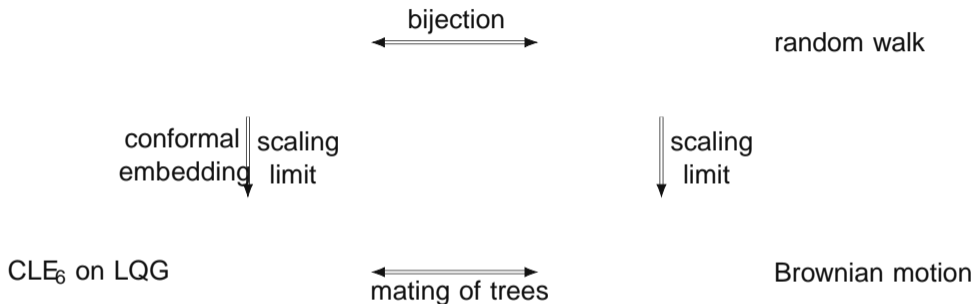 bijection
random walk
conformal
embedding
scaling
limit
scaling
limit
CLE₆ on LQG
mating of trees
Brownian motion